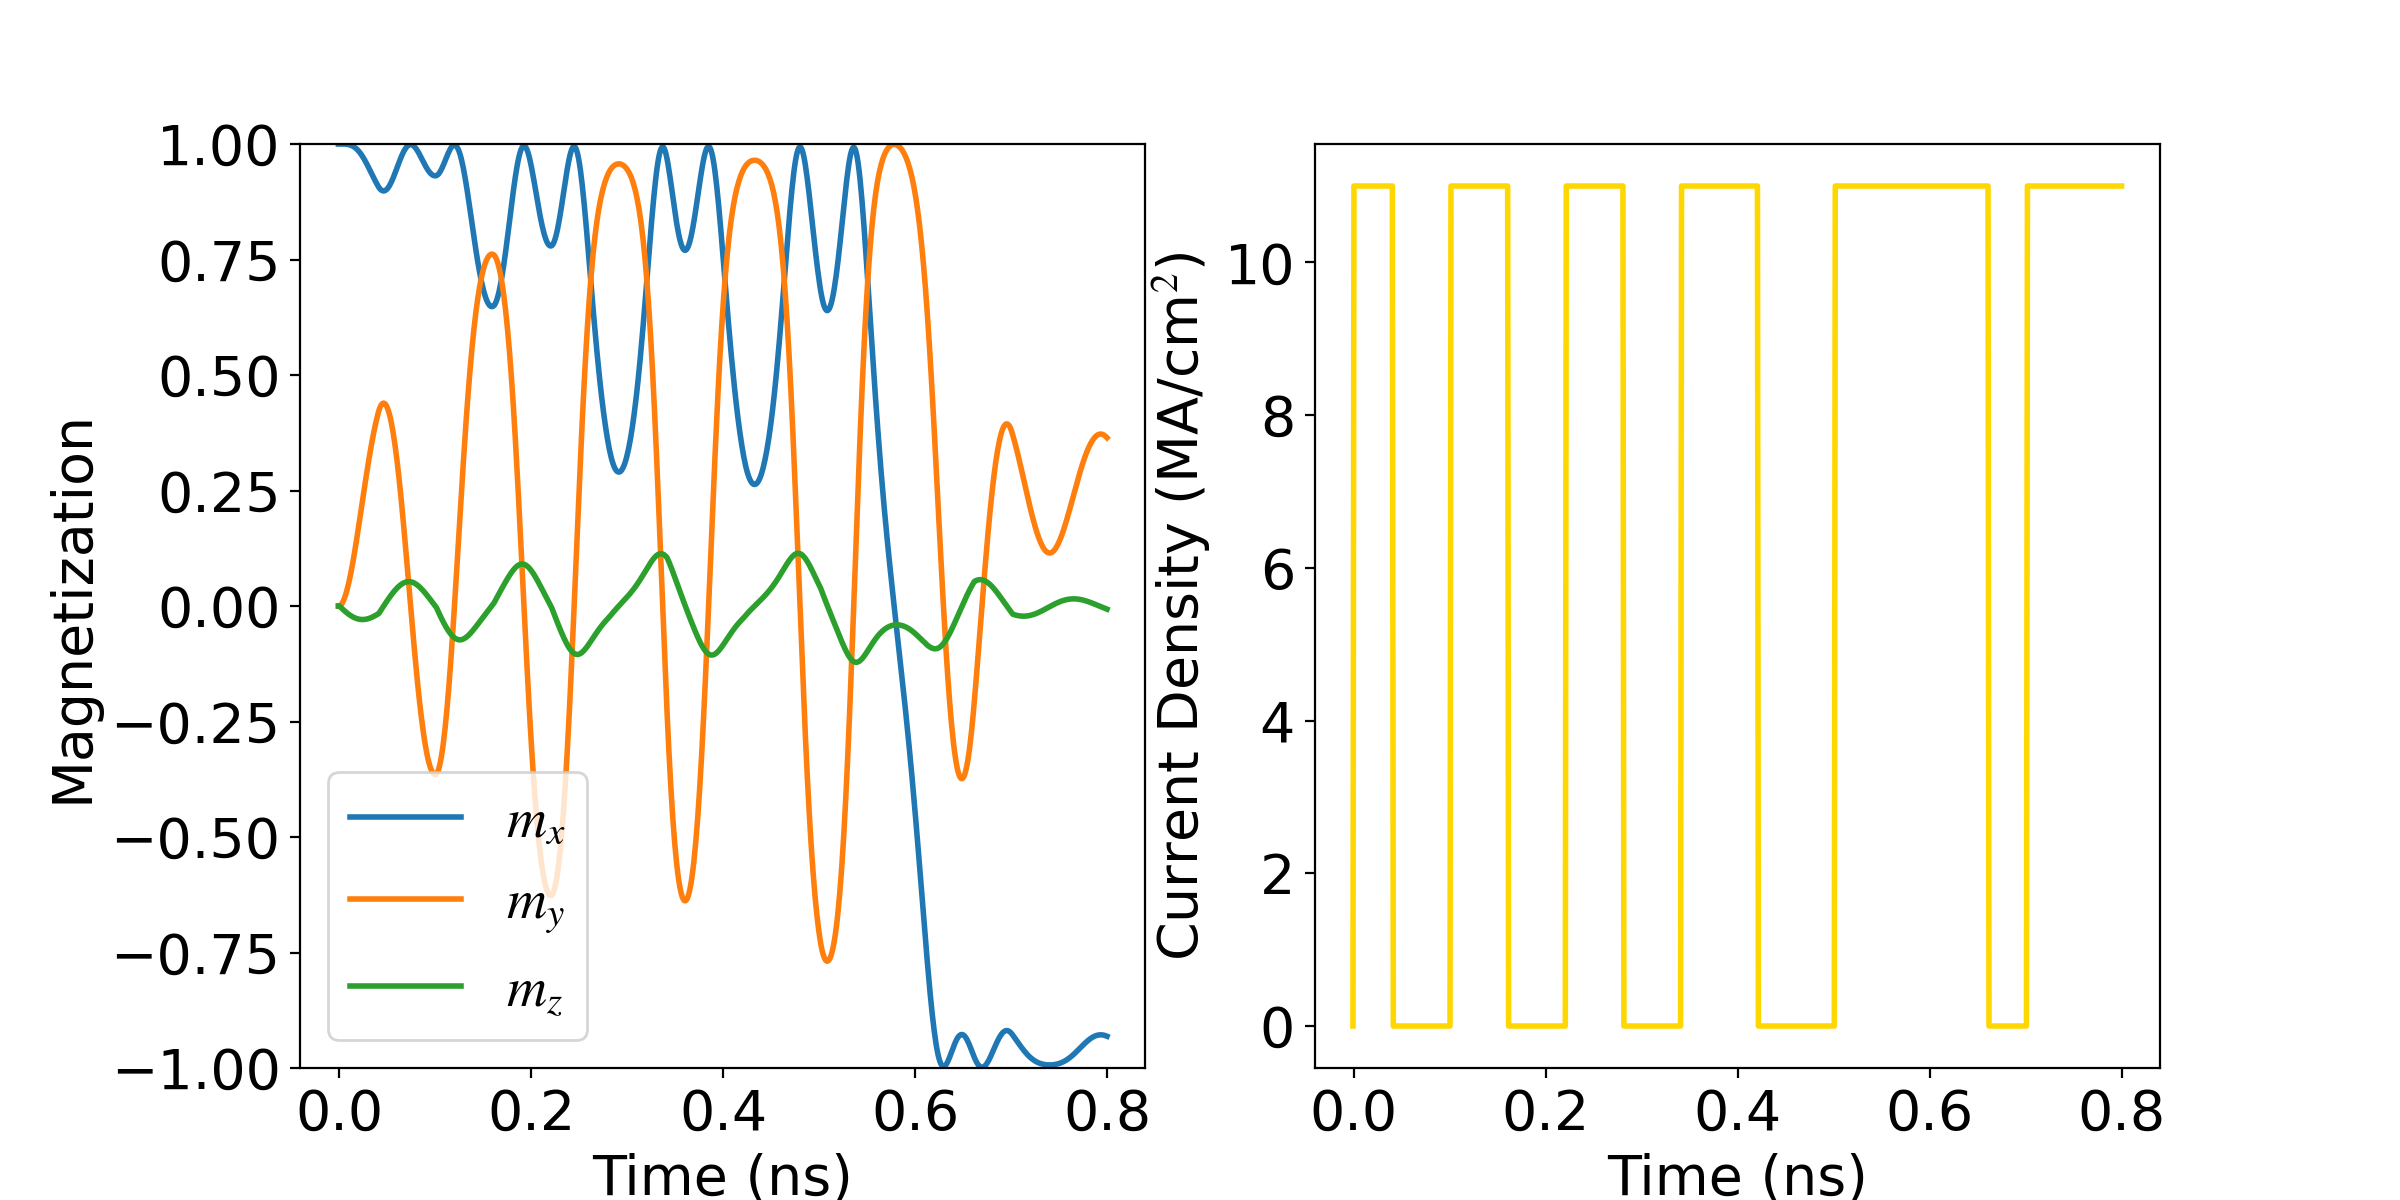 Magnetization
1.00
0.75
0.50
0.25
0.00
−0.25
−0.50
−0.75
−1.00
m_x
m_y
m_z
0.0 0.2 0.4 0.6 0.8
Time (ns)
Current Density (MA/cm²)
10
8
6
4
2
0
0.0 0.2 0.4 0.6 0.8
Time (ns)